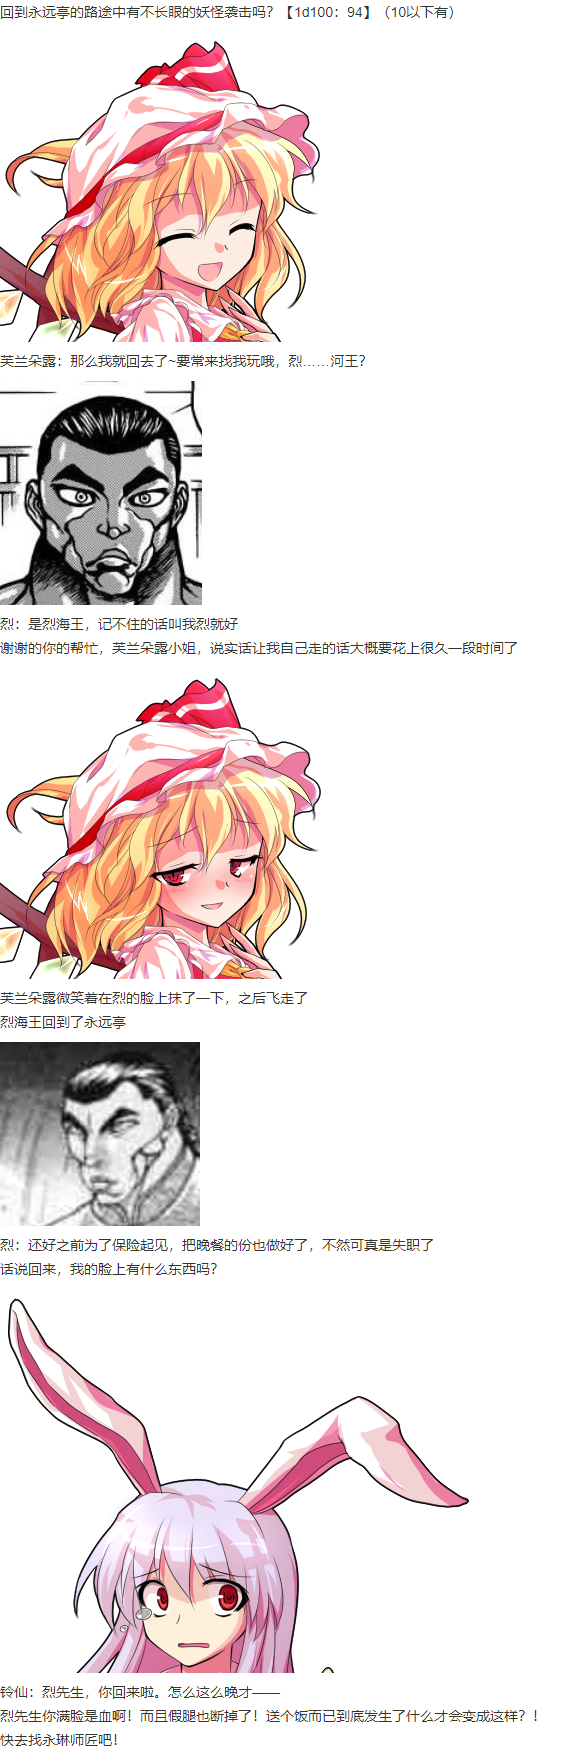 回到永远亭的路途中有不长眼的妖怪袭击吗？【1d100：94】（10以下有）
芙兰朵露：那么我就回去了~要常来找我玩哦，烈……河王？
烈：是烈海王，记不住的话叫我烈就好
谢谢的你的帮忙，芙兰朵露小姐，说实话让我自己走的话大概要花上很久一段时间了
芙兰朵露微笑着在烈的脸上抹了一下，之后飞走了
烈海王回到了永远亭
烈：还好之前为了保险起见，把晚餐的份也做好了，不然可真是失职了
话说回来，我的脸上有什么东西吗？
铃仙：烈先生，你回来啦。怎么这么晚才——
烈先生你满脸是血啊！而且假腿也断掉了！送个饭而已到底发生了什么才会变成这样？！
快去找永琳师匠吧！